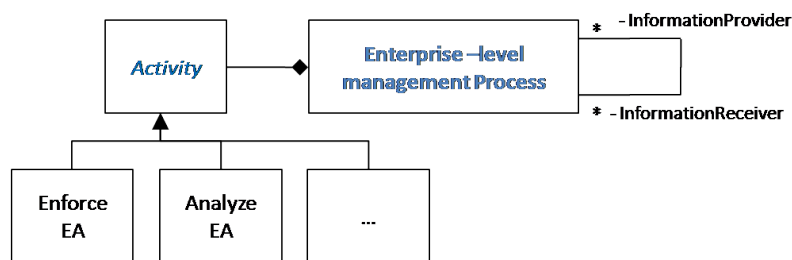 * - InformationProvider
Activity
Enterprise –level
management Process
* - InformationReceiver
Enforce
EA
Analyze
EA
...